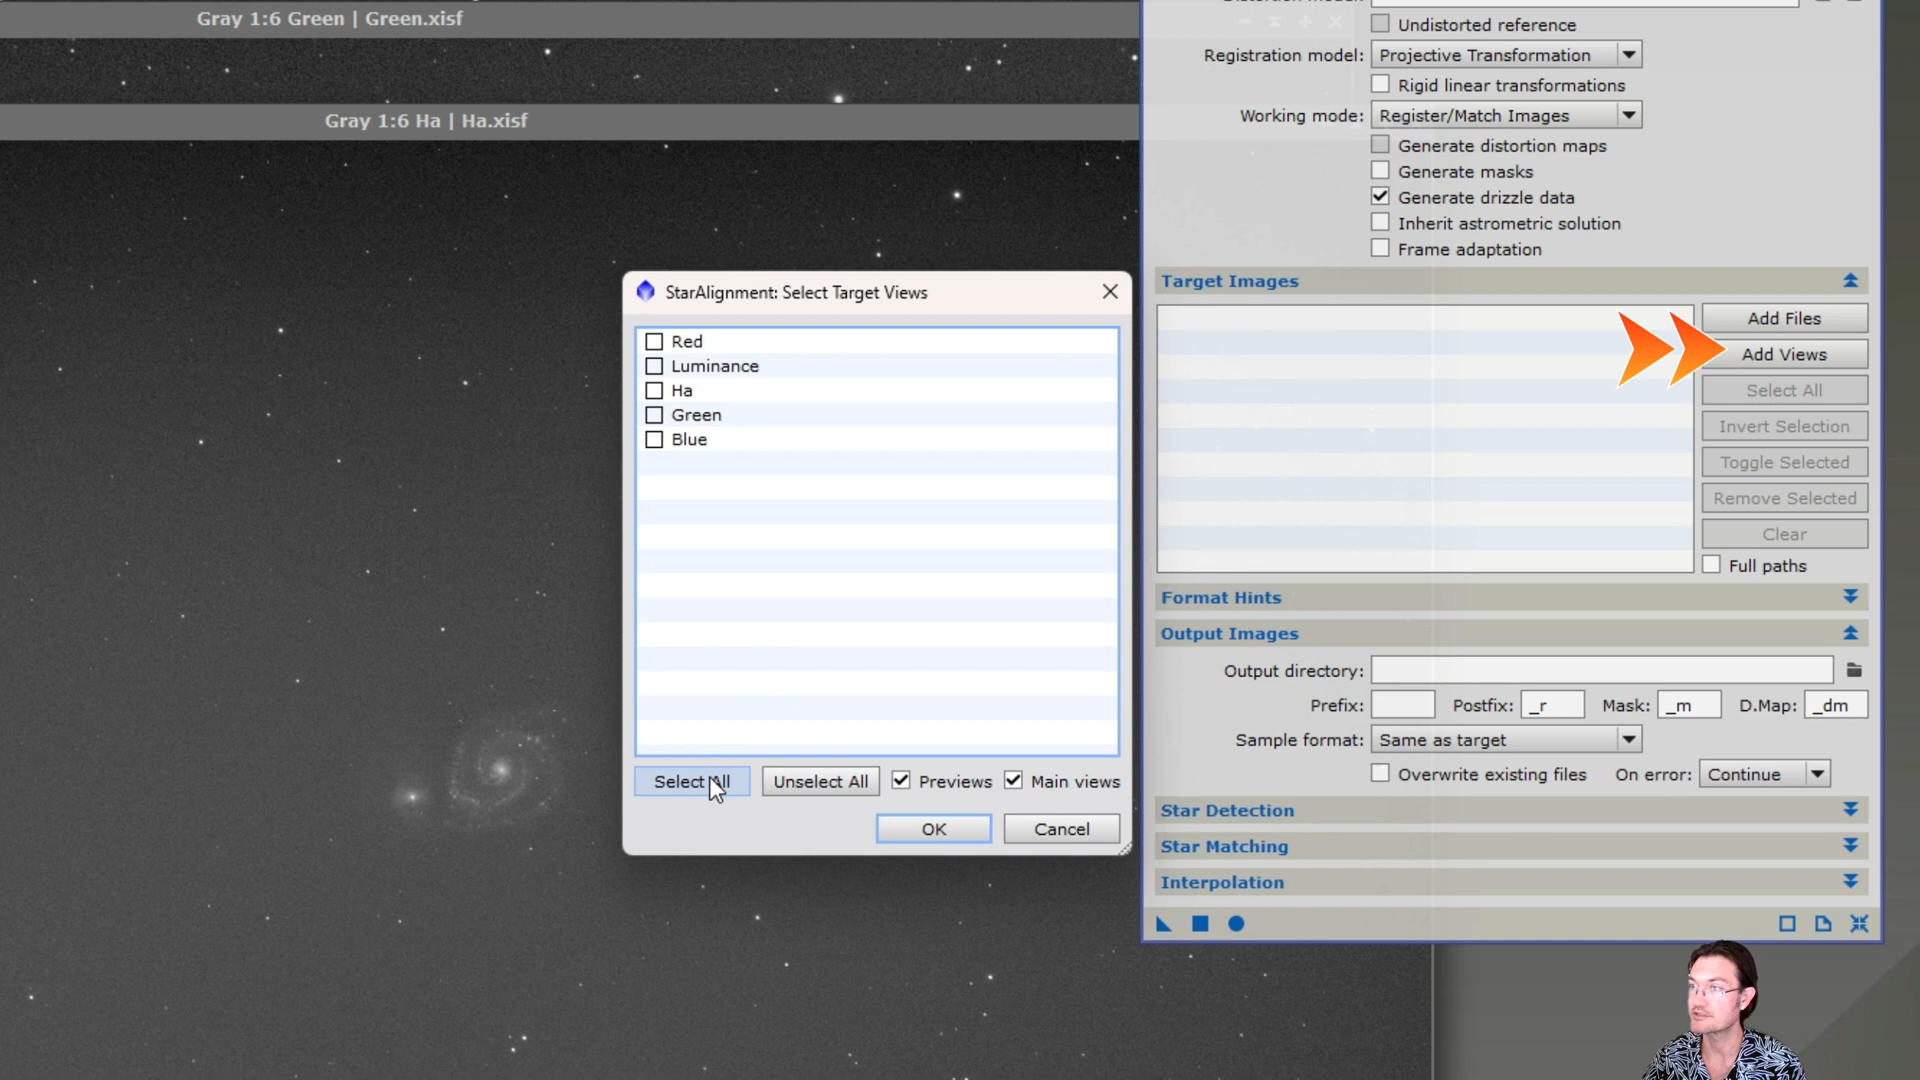 Gray 1:6 Green | Green.xisf
Undistorted reference
Registration model: Projective Transformation
Rigid linear transformations
Gray 1:6 Ha | Ha.xisf
Working mode: Register/Match Images
Generate distortion maps
Generate masks
Generate drizzle data
Inherit astrometric solution
Frame adaptation
StarAlignment: Select Target Views
Red
Luminance
Ha
Green
Blue
Select All
Unselect All
Previews
Main views
OK
Cancel
Target Images
Add Files
Add Views
Select All
Invert Selection
Toggle Selected
Remove Selected
Clear
Full paths
Format Hints
Output Images
Output directory:
Prefix: Postfix: _r Mask: _m D.Map: _dm
Sample format: Same as target
Overwrite existing files On error: Continue
Star Detection
Star Matching
Interpolation